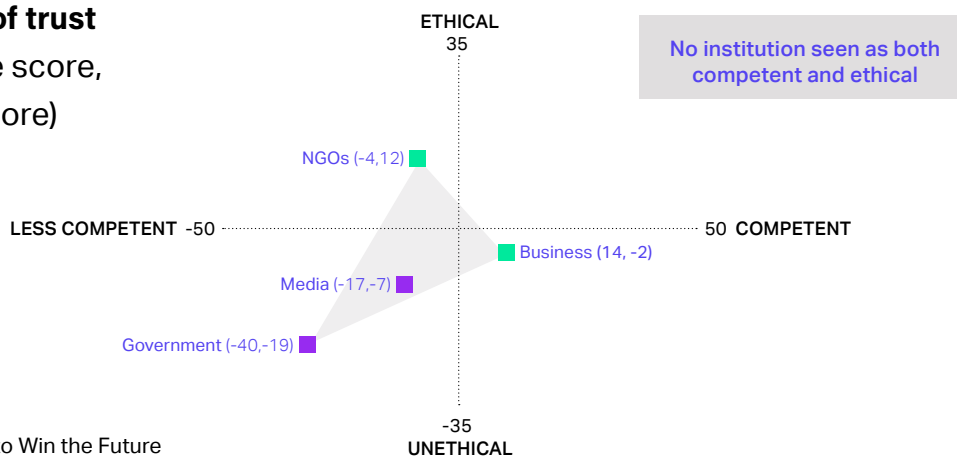 of trust
score,
ore)
ETHICAL
35
No institution seen as both
competent and ethical
NGOs (-4,12)
LESS COMPETENT -50
50 COMPETENT
Business (14, -2)
Media (-17,-7)
Government (-40,-19)
-35
UNETHICAL
o Win the Future